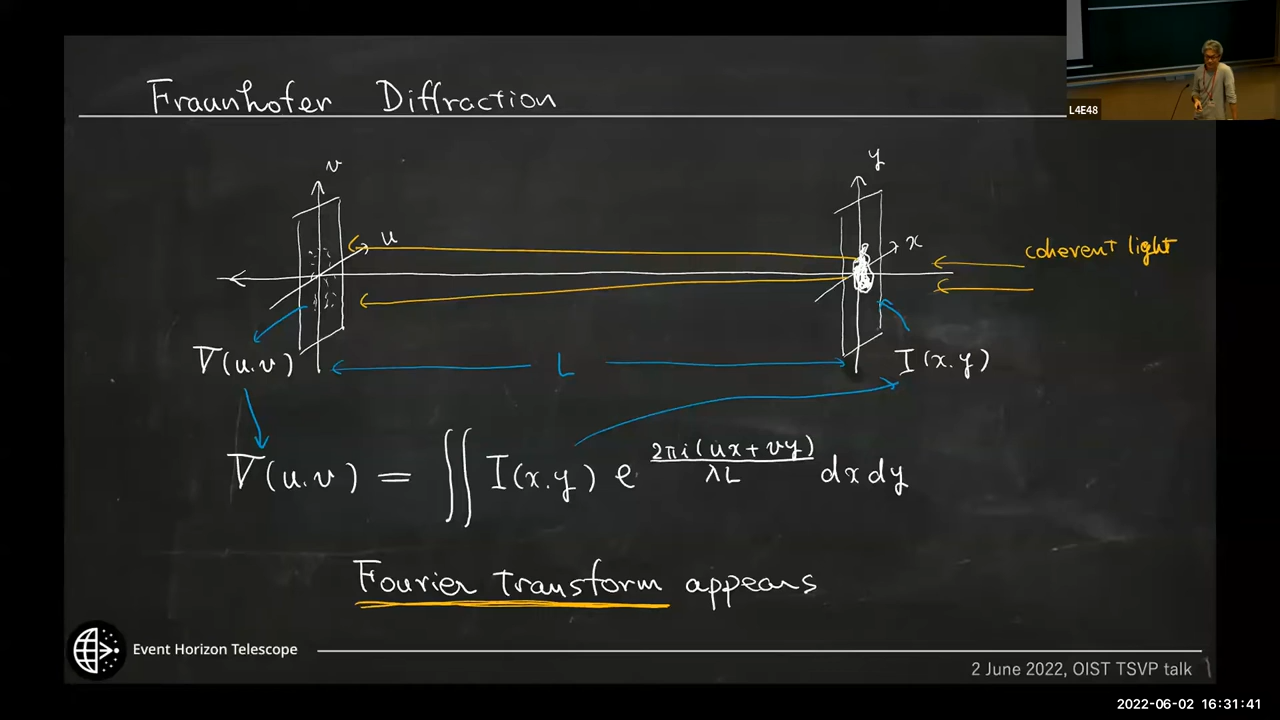 Fraunhofer Diffraction
L4E48
v
y
u
x
coherent light
V(u.v)
L
I(x.y)
V(u.v) = ∬ I(x.y) e^{2πi(ux+vy)/λL} dxdy
Fourier transform appears
Event Horizon Telescope
2 June 2022, OIST TSVP talk
2022-06-02 16:31:41